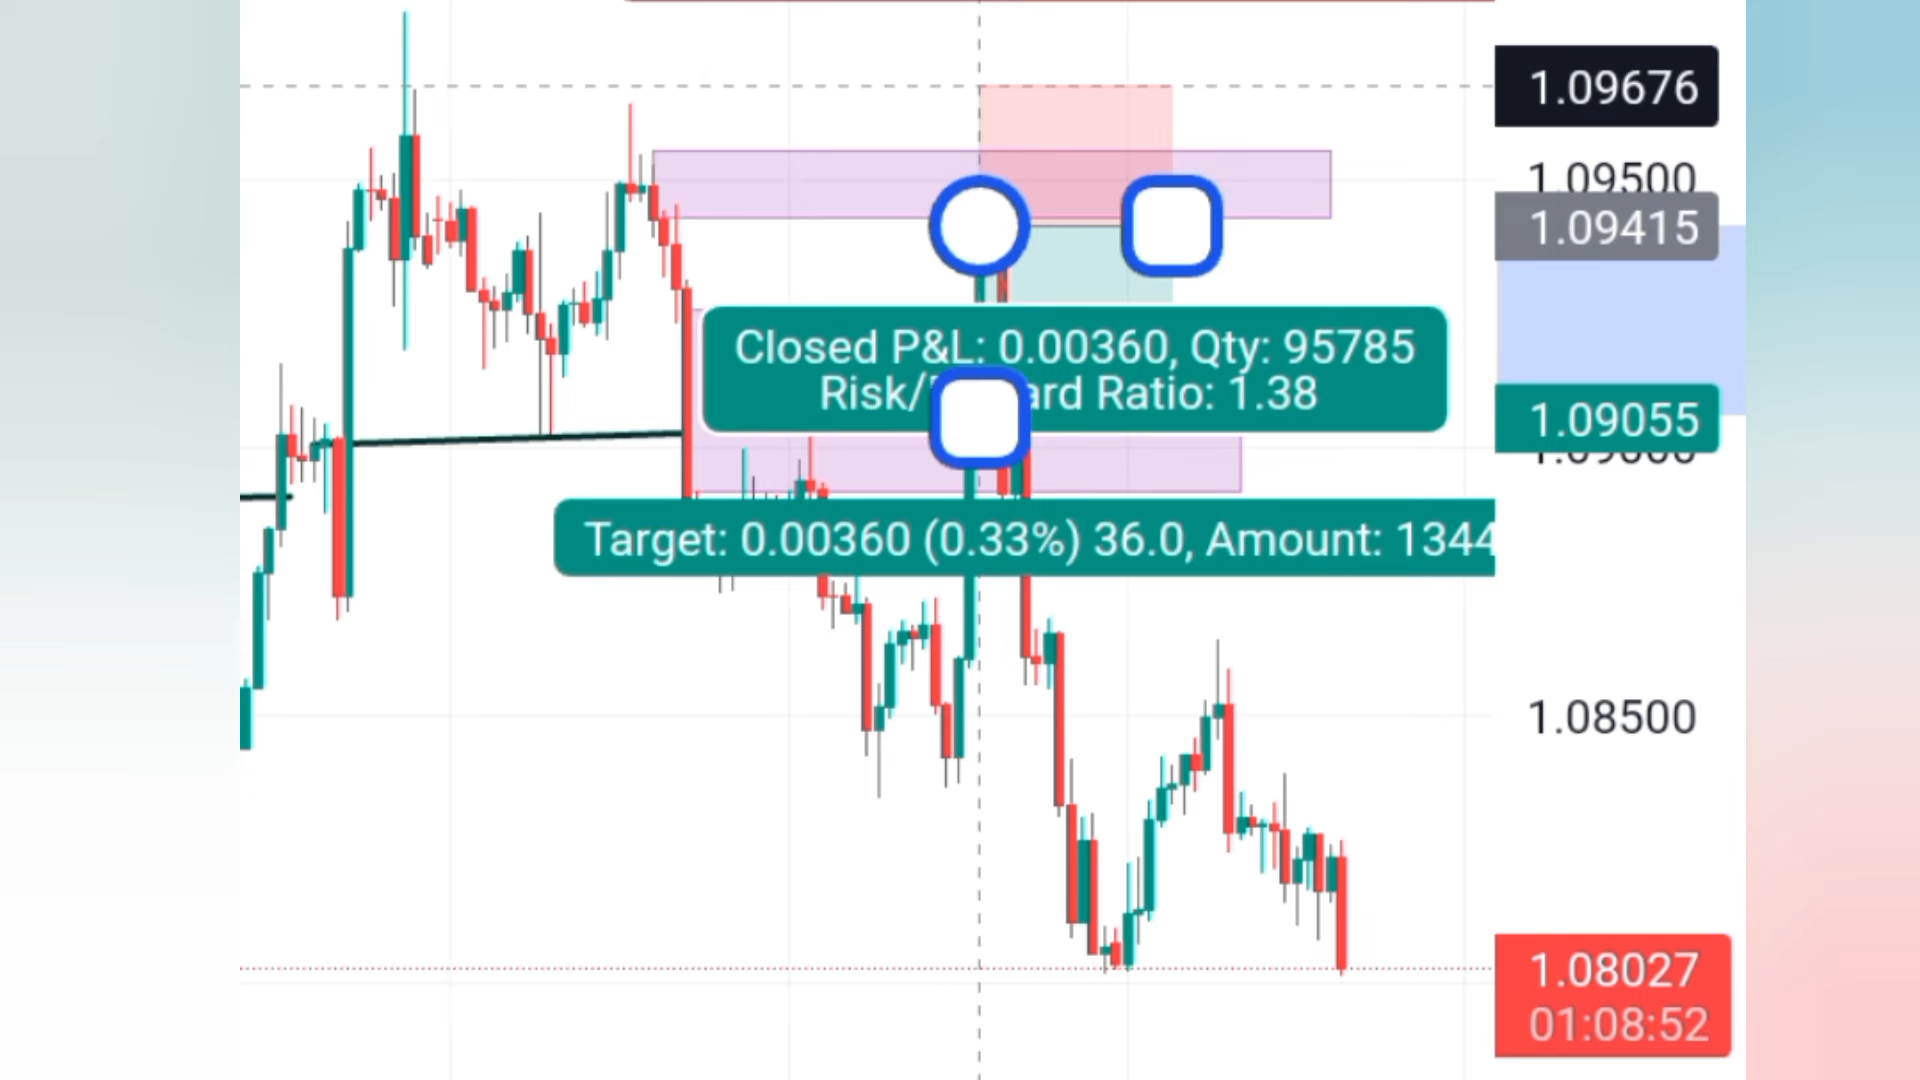 1.09676
1.09500
1.09415
Closed P&L: 0.00360, Qty: 95785
Risk/ Ratio: 1.38
1.09055
Target: 0.00360 (0.33%) 36.0, Amount: 1344
1.08500
1.08027
01:08:52